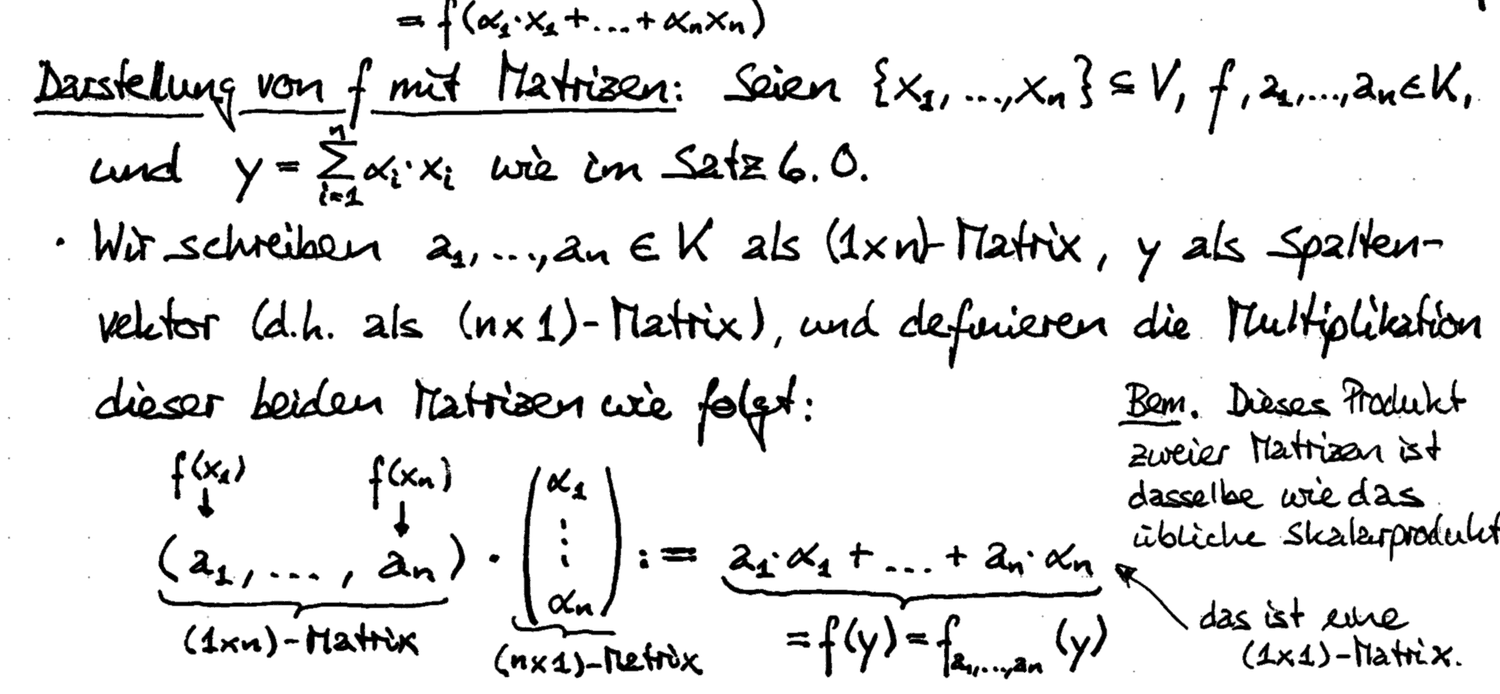 = f(α₁·x₁+...+αₙxₙ)
Darstellung von f mit Matrizen: Seien {x₁,...,xₙ} ⊆ V, f, a₁,...,aₙ∈K,
und y = ∑ᵢ₌₁ⁿ αᵢ·xᵢ wie im Satz 6.0.
· Wir schreiben a₁,...,aₙ ∈ K als (1×n)-Matrix, y als Spalten-
vektor (d.h. als (n×1)-Matrix), und definieren die Multiplikation
dieser beiden Matrizen wie folgt:
Bem. Dieses Produkt
zweier Matrizen ist
dasselbe wie das
übliche Skalarprodukt
f(x₁) f(xₙ)
↓ ↓
(a₁, ..., aₙ) · (α₁ ⋮ αₙ) := a₁·α₁ + ... + aₙ·αₙ
(1×n)-Matrix (n×1)-Matrix = f(y) = f_{a₁,...,aₙ} (y)
das ist eine
(1×1)-Matrix.